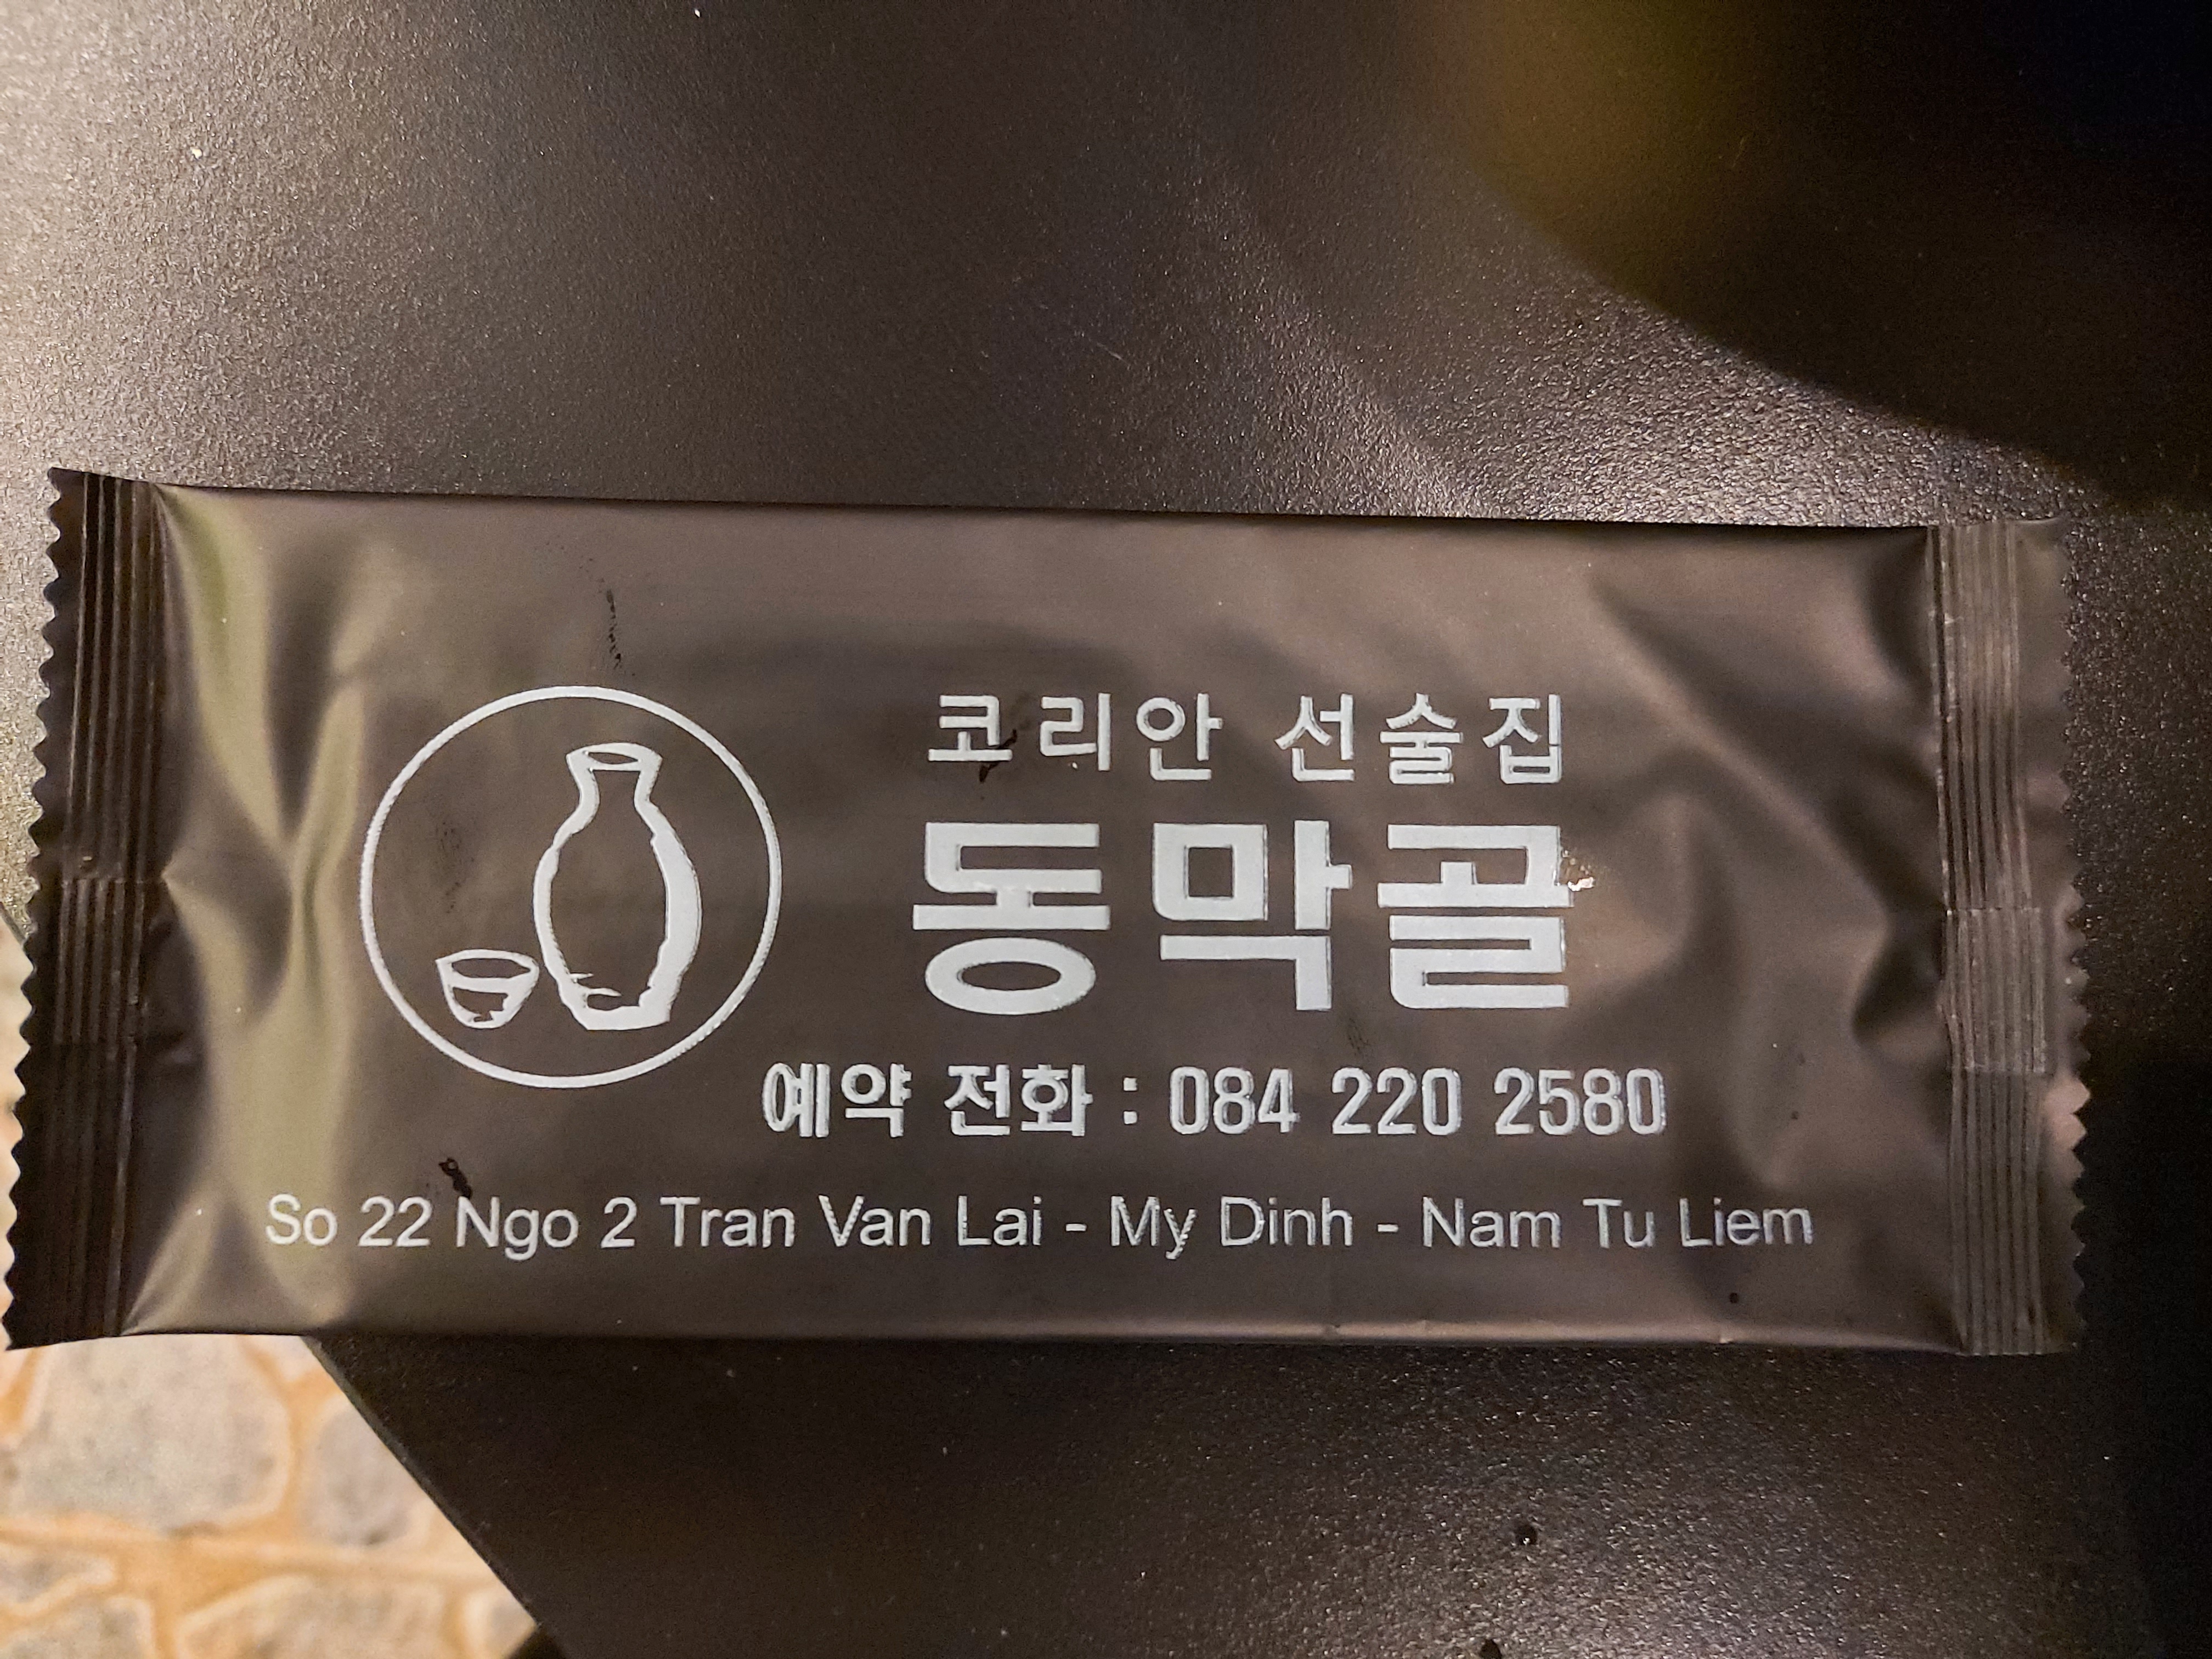 코리안 선술집
동막골
예약 전화 : 084 220 2580
So 22 Ngo 2 Tran Van Lai - My Dinh - Nam Tu Liem